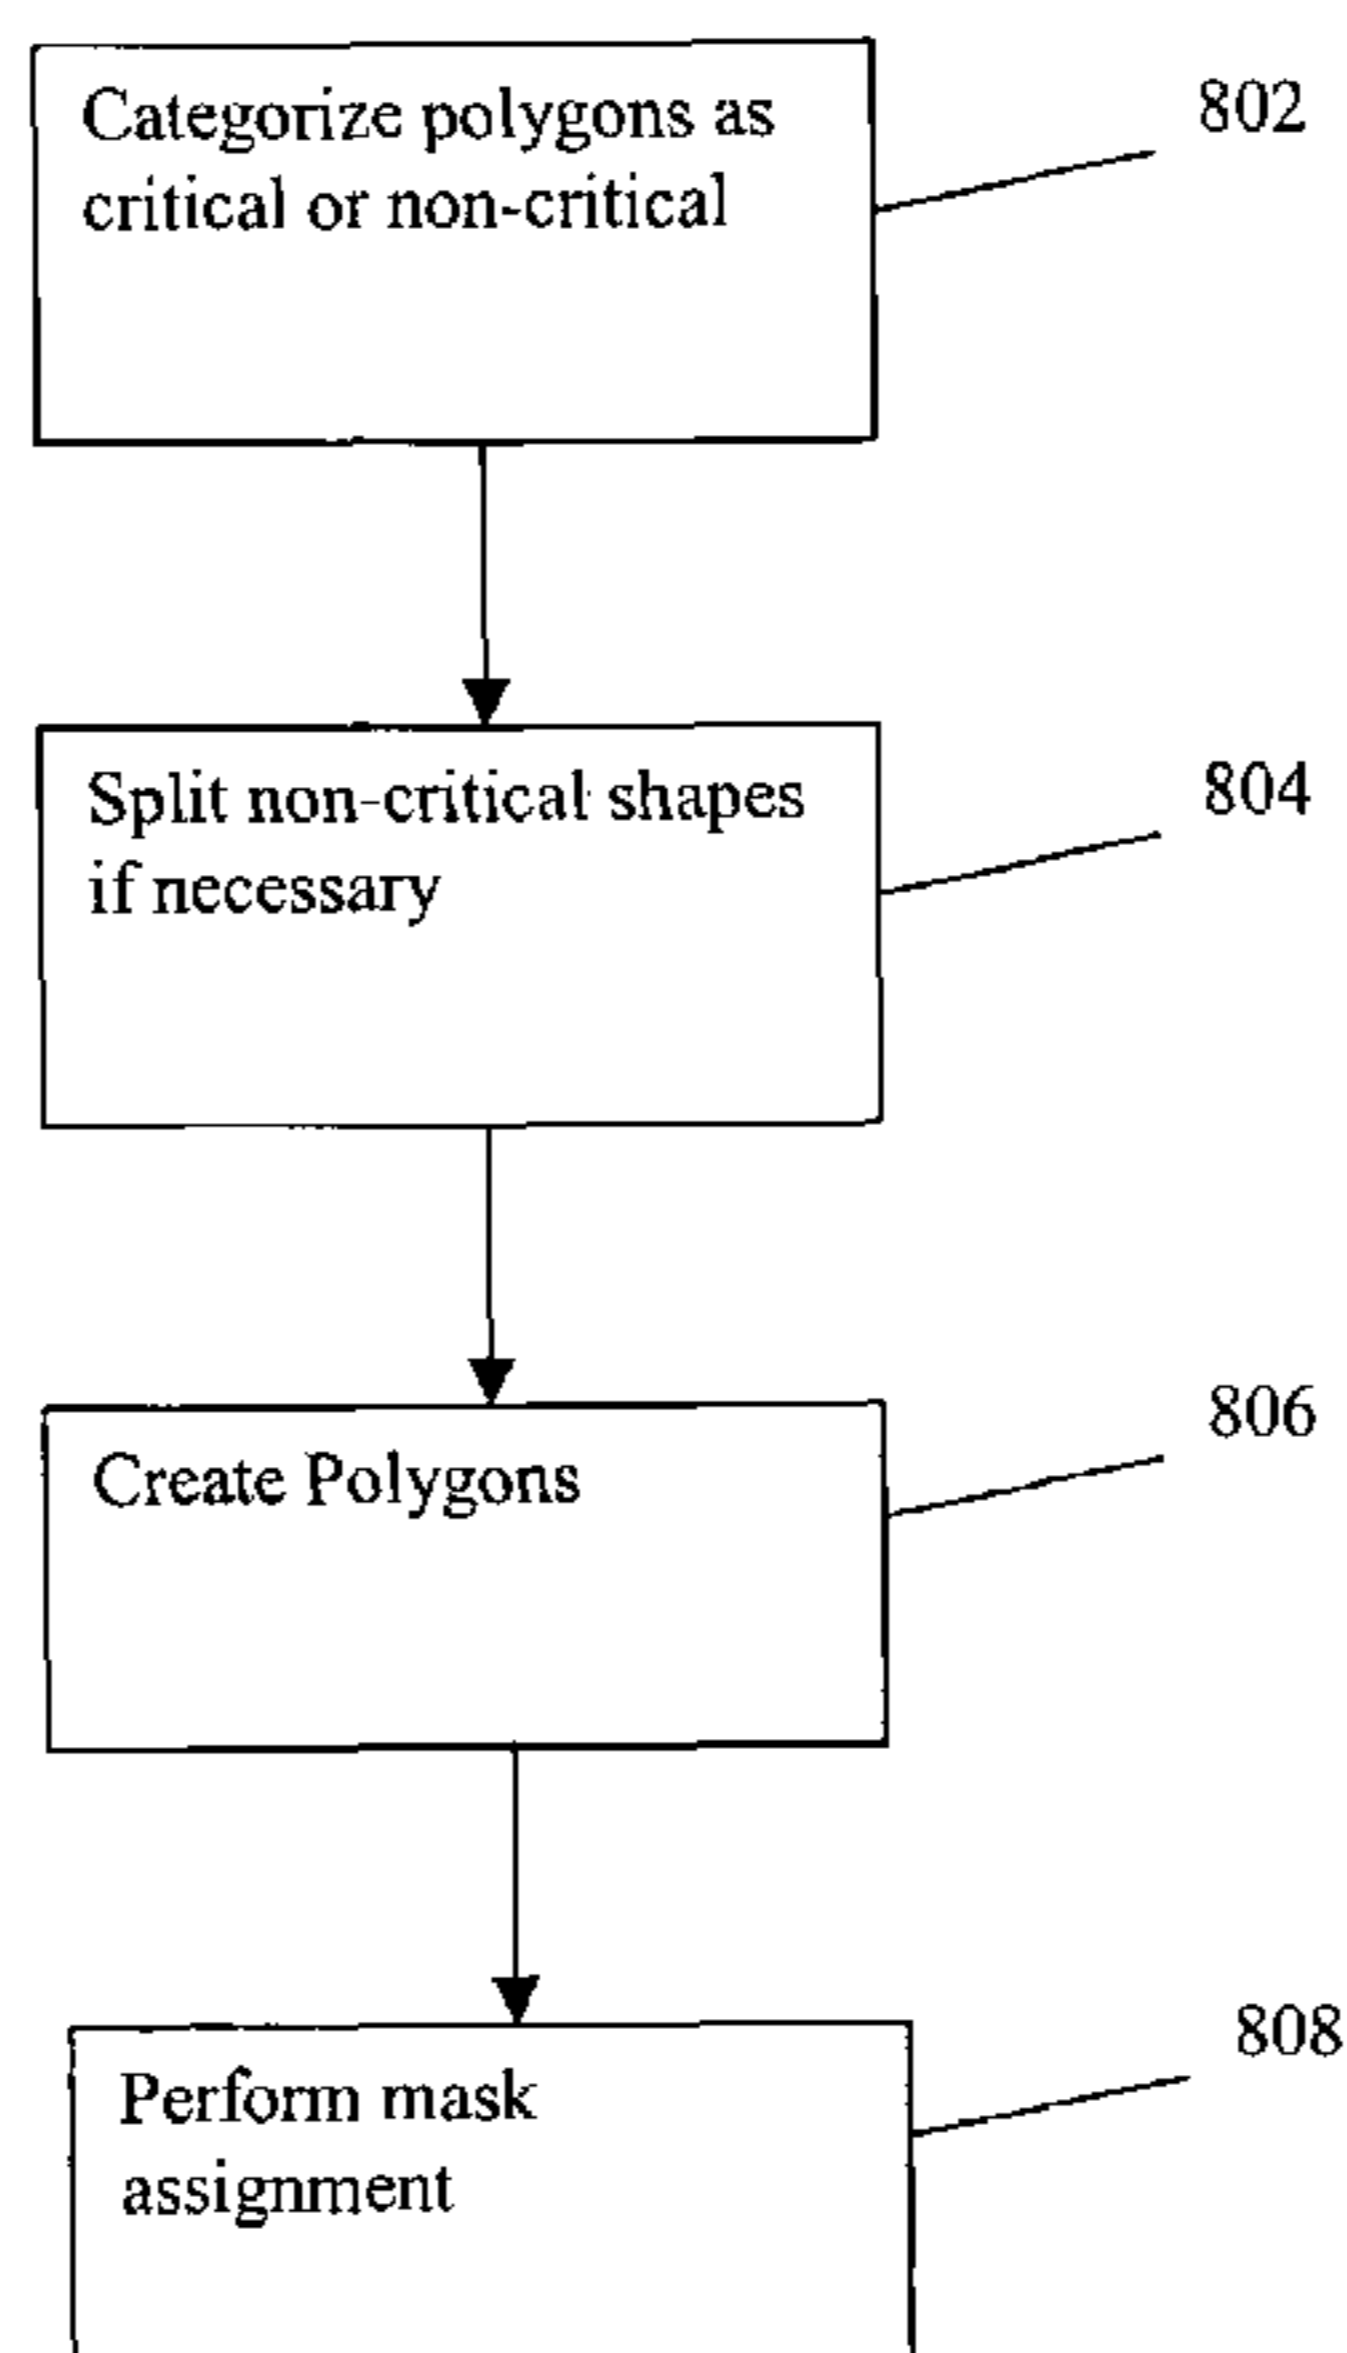 Categorize polygons as
critical or non-critical
802
Split non-critical shapes
if necessary
804
Create Polygons
806
Perform mask
assignment
808